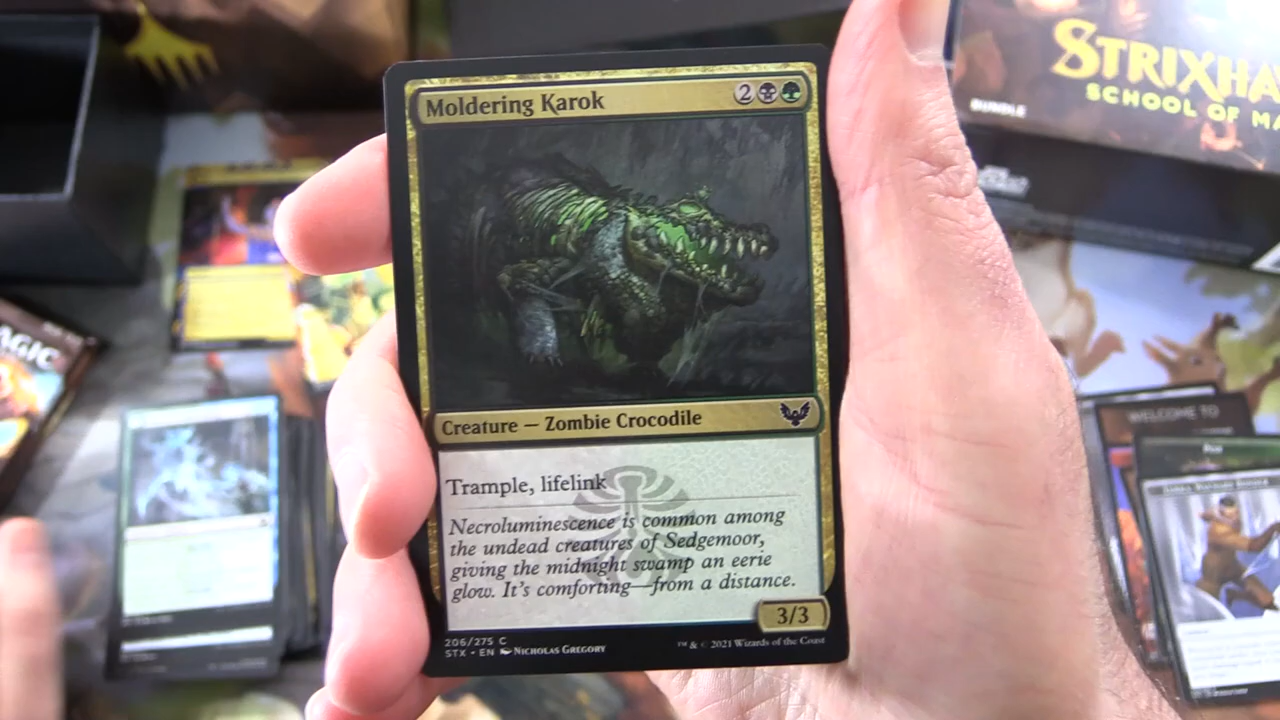 Moldering Karok
2
Creature — Zombie Crocodile
Trample, lifelink
Necroluminescence is common among
the undead creatures of Sedgemoor,
giving the midnight swamp an eerie
glow. It's comforting—from a distance.
3/3
206/275 C
STX • EN NICHOLAS GREGORY
™ & © 2021 Wizards of the Coast
STRIXHA
SCHOOL OF MA
BUNDLE
AGIC
WELCOME TO